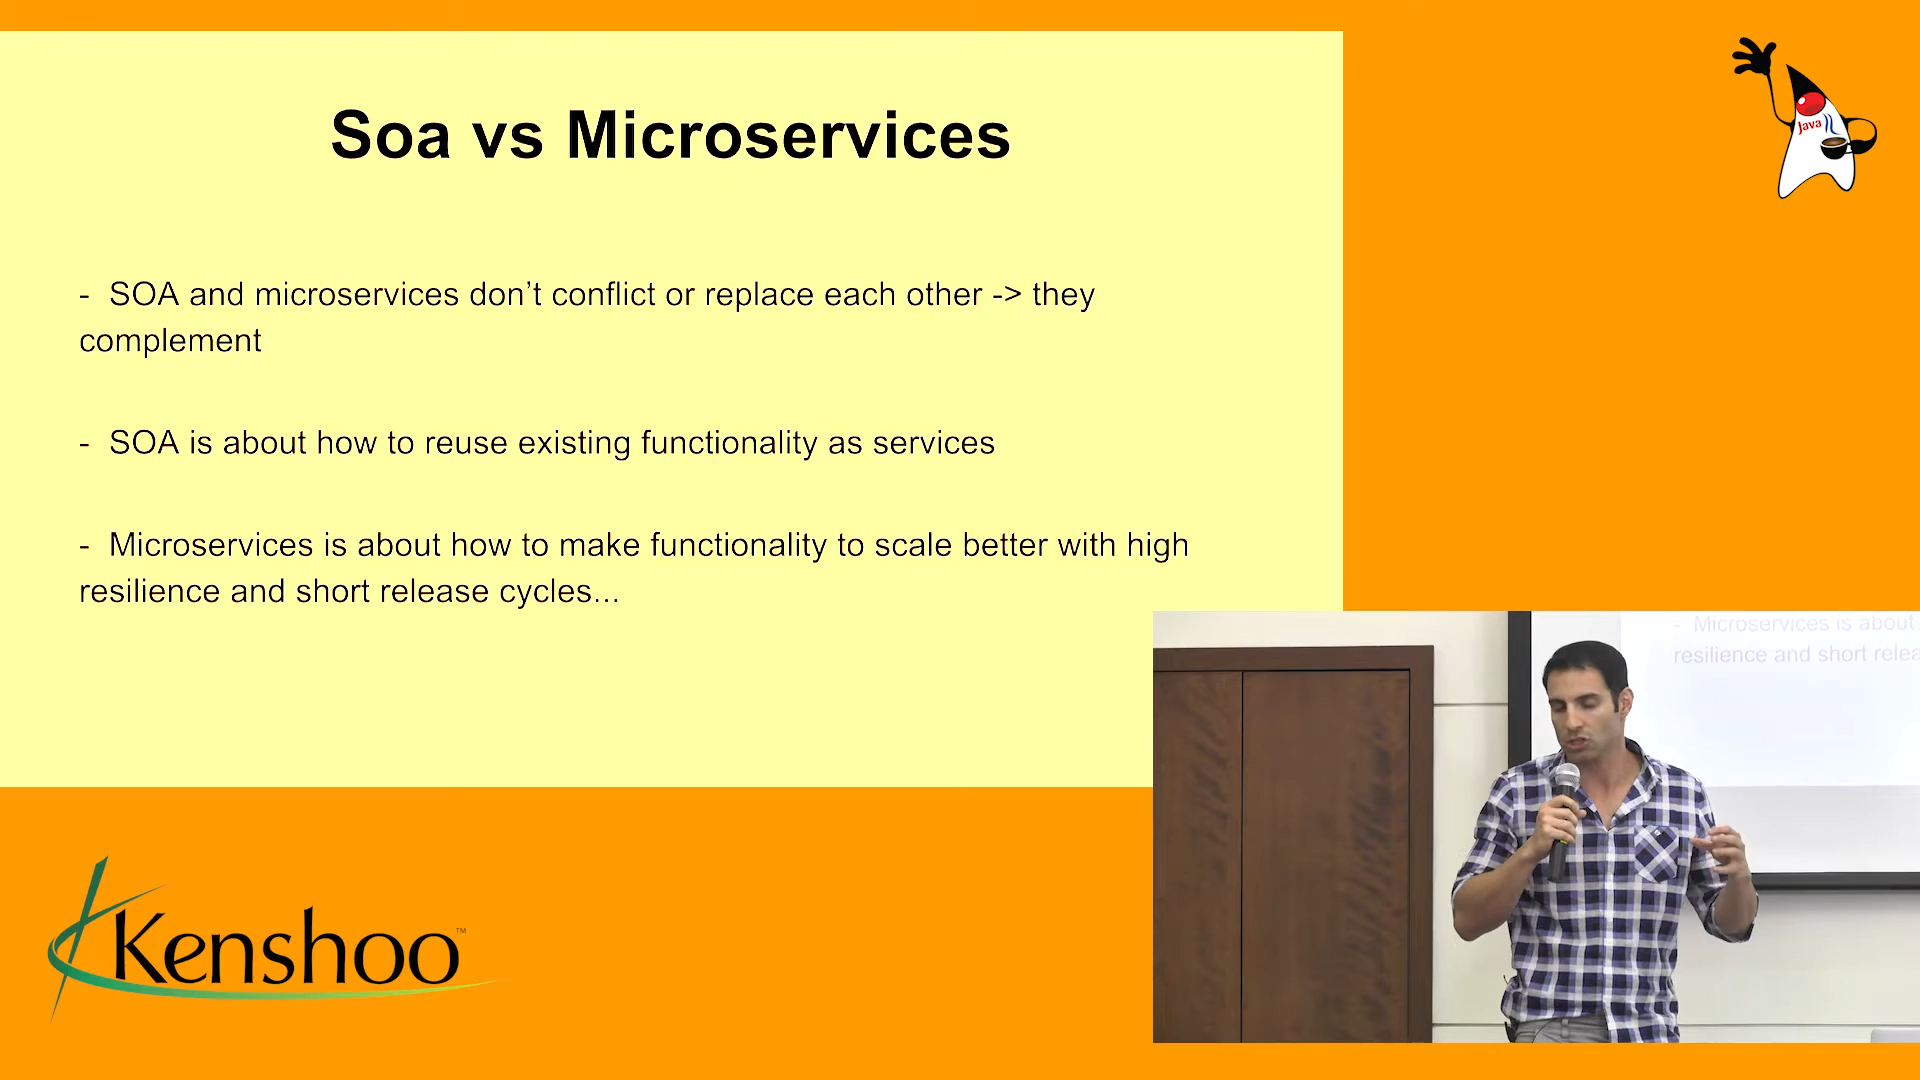 Soa vs Microservices
- SOA and microservices don’t conflict or replace each other -> they
complement
- SOA is about how to reuse existing functionality as services
- Microservices is about how to make functionality to scale better with high
resilience and short release cycles...
Java
- Microservices is about
resilience and short relea
Kenshoo™